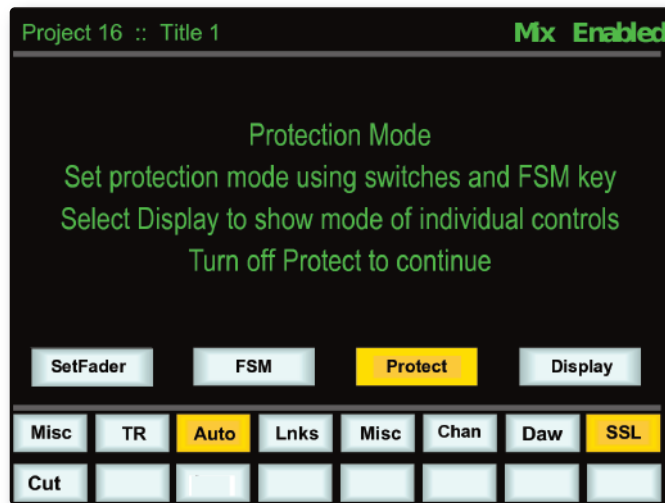 Project 16 :: Title 1 Mix Enabled
Protection Mode
Set protection mode using switches and FSM key
Select Display to show mode of individual controls
Turn off Protect to continue
SetFader FSM Protect Display
Misc TR Auto Lnks Misc Chan Daw SSL
Cut